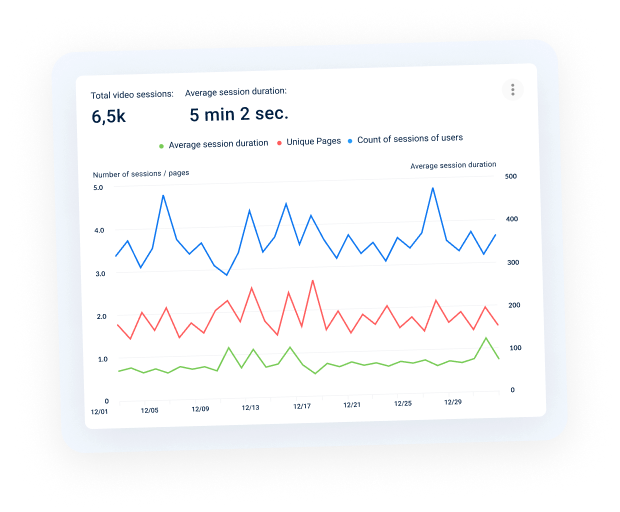 Total video sessions: Average session duration:
6,5k 5 min 2 sec.
Average session duration Unique Pages Count of sessions of users
Number of sessions / pages Average session duration
5.0 500
4.0 400
3.0 300
2.0 200
1.0 100
0 0
12/01 12/05 12/09 12/13 12/17 12/21 12/25 12/29